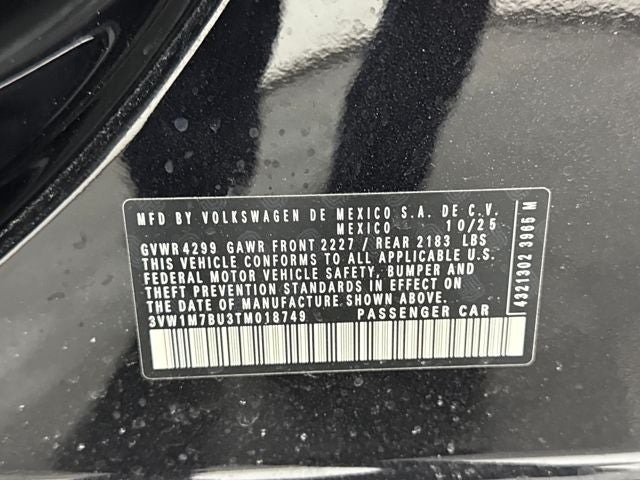 MFD BY VOLKSWAGEN DE MEXICO S.A. DE C.V.
MEXICO 10/25
GVWR 4299 GAWR FRONT 2227 / REAR 2183 LBS
THIS VEHICLE CONFORMS TO ALL APPLICABLE U.S.
FEDERAL MOTOR VEHICLE SAFETY, BUMPER AND
THEFT PREVENTION STANDARDS IN EFFECT ON
THE DATE OF MANUFACTURE SHOWN ABOVE.
3VW1M7BU3TM018749 PASSENGER CAR
4321302 3965 M